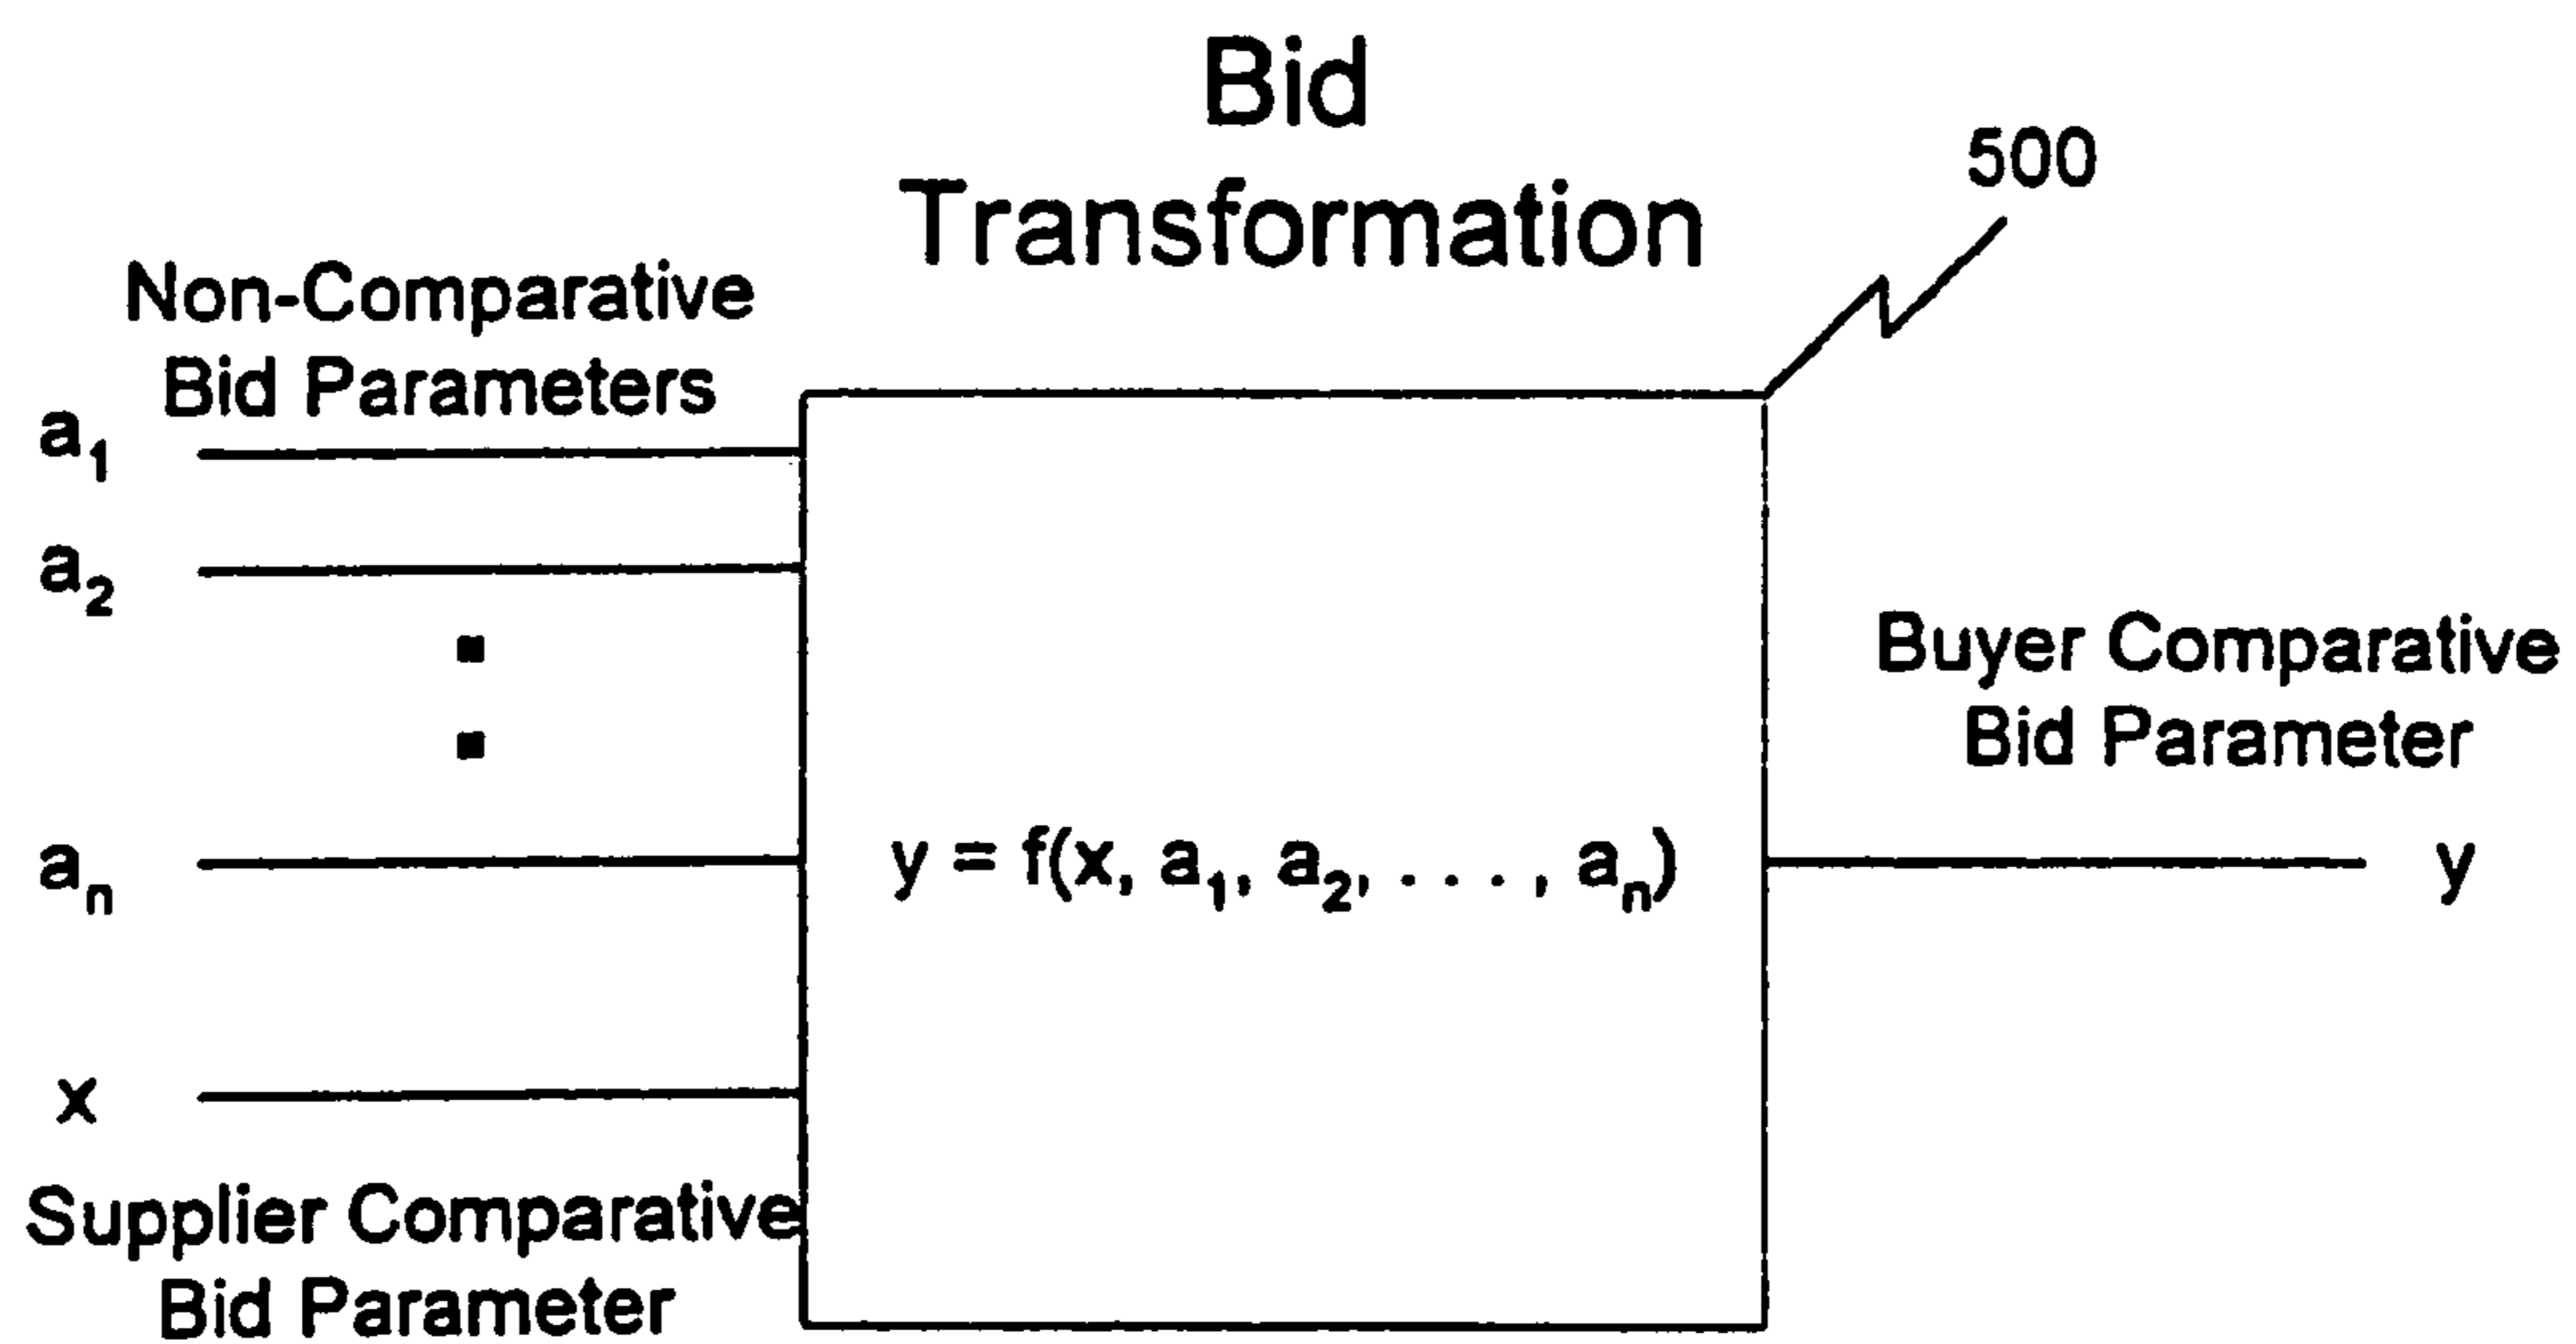 Bid
Transformation
500
Non-Comparative
Bid Parameters
a₁
a₂
aₙ
x
Supplier Comparative
Bid Parameter
y = f(x, a₁, a₂, . . . , aₙ)
Buyer Comparative
Bid Parameter
y